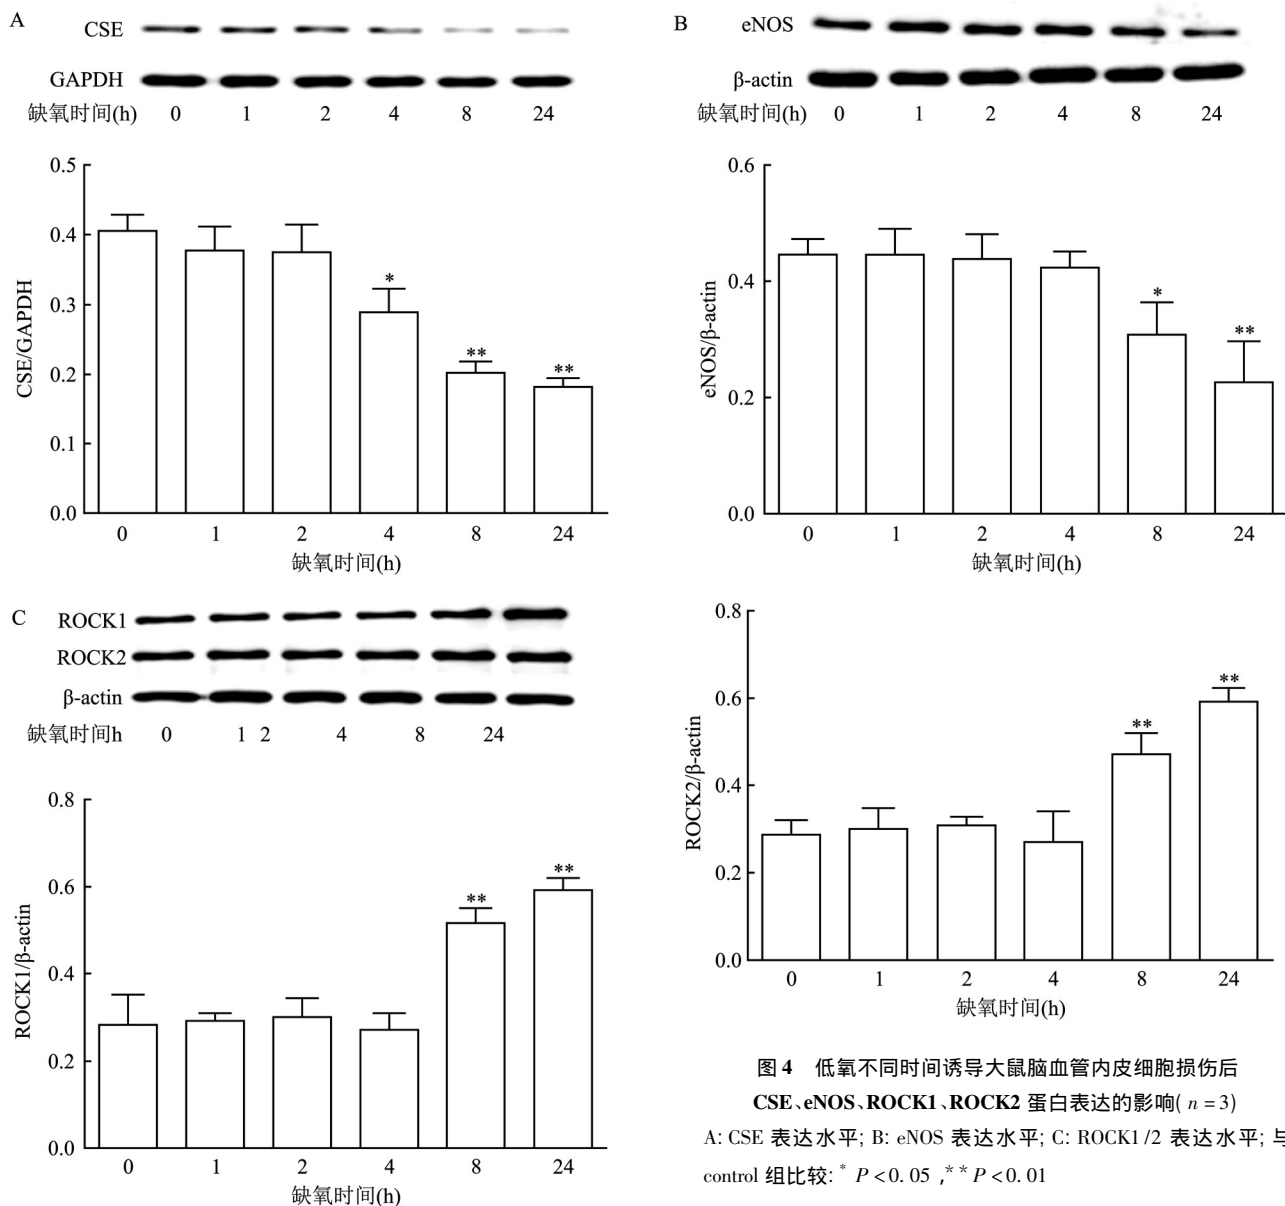 A
CSE
GAPDH
缺氧时间(h) 0 1 2 4 8 24
0.5
0.4
0.3
0.2
0.1
0.0
CSE/GAPDH
*
**
**
0 1 2 4 8 24
缺氧时间(h)
B
eNOS
β-actin
缺氧时间(h) 0 1 2 4 8 24
0.6
0.4
0.2
0.0
eNOS/β-actin
*
**
0 1 2 4 8 24
缺氧时间(h)
C
ROCK1
ROCK2
β-actin
缺氧时间h 0 1 2 4 8 24
0.8
0.6
0.4
0.2
0.0
ROCK1/β-actin
**
**
0 1 2 4 8 24
缺氧时间(h)
0.8
0.6
0.4
0.2
0.0
ROCK2/β-actin
**
**
0 1 2 4 8 24
缺氧时间(h)
图 4 低氧不同时间诱导大鼠脑血管内皮细胞损伤后
CSE、eNOS、ROCK1、ROCK2 蛋白表达的影响( n = 3)
A: CSE 表达水平; B: eNOS 表达水平; C: ROCK1/2 表达水平; 与
control 组比较: * P < 0. 05 ,** P < 0. 01